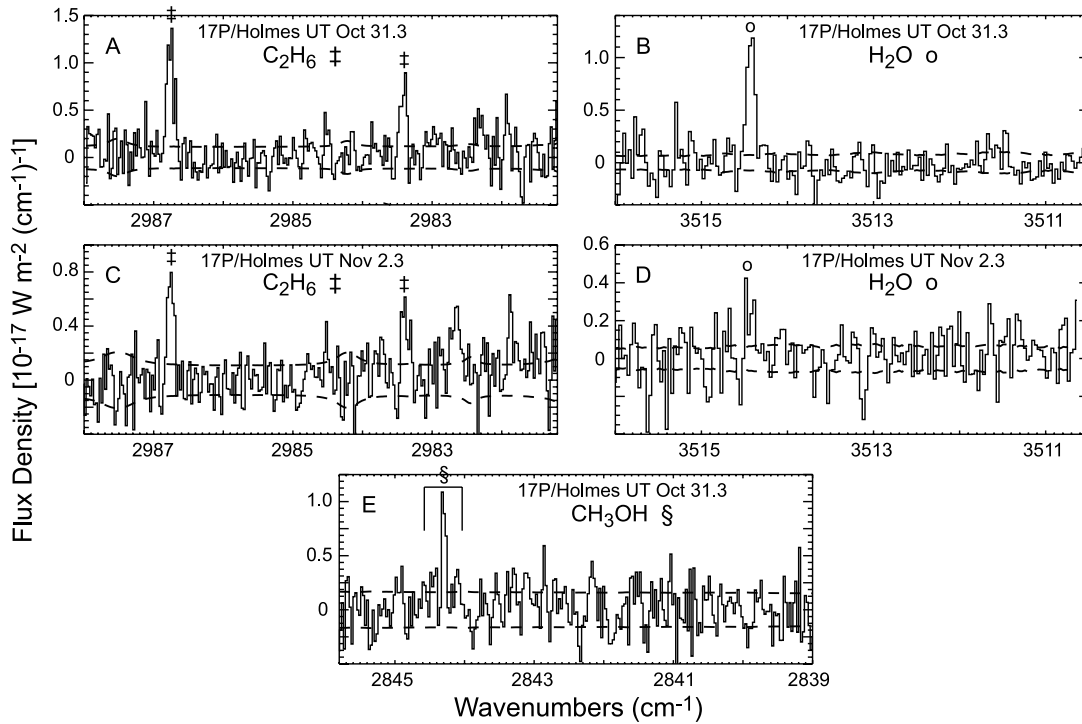 ‡
A 17P/Holmes UT Oct 31.3
C₂H₆ ‡
‡
1.5
1.0
0.5
0
2987 2985 2983
o
B 17P/Holmes UT Oct 31.3
H₂O o
1.0
0.5
0
3515 3513 3511
‡
C 17P/Holmes UT Nov 2.3
C₂H₆ ‡
‡
0.8
0.4
0
2987 2985 2983
0.6
17P/Holmes UT Nov 2.3
D o H₂O o
0.4
0.2
0
3515 3513 3511
§
E 17P/Holmes UT Oct 31.3
CH₃OH §
1.0
0.5
0
2845 2843 2841 2839
Flux Density [10⁻¹⁷ W m⁻² (cm⁻¹)⁻¹]
Wavenumbers (cm⁻¹)